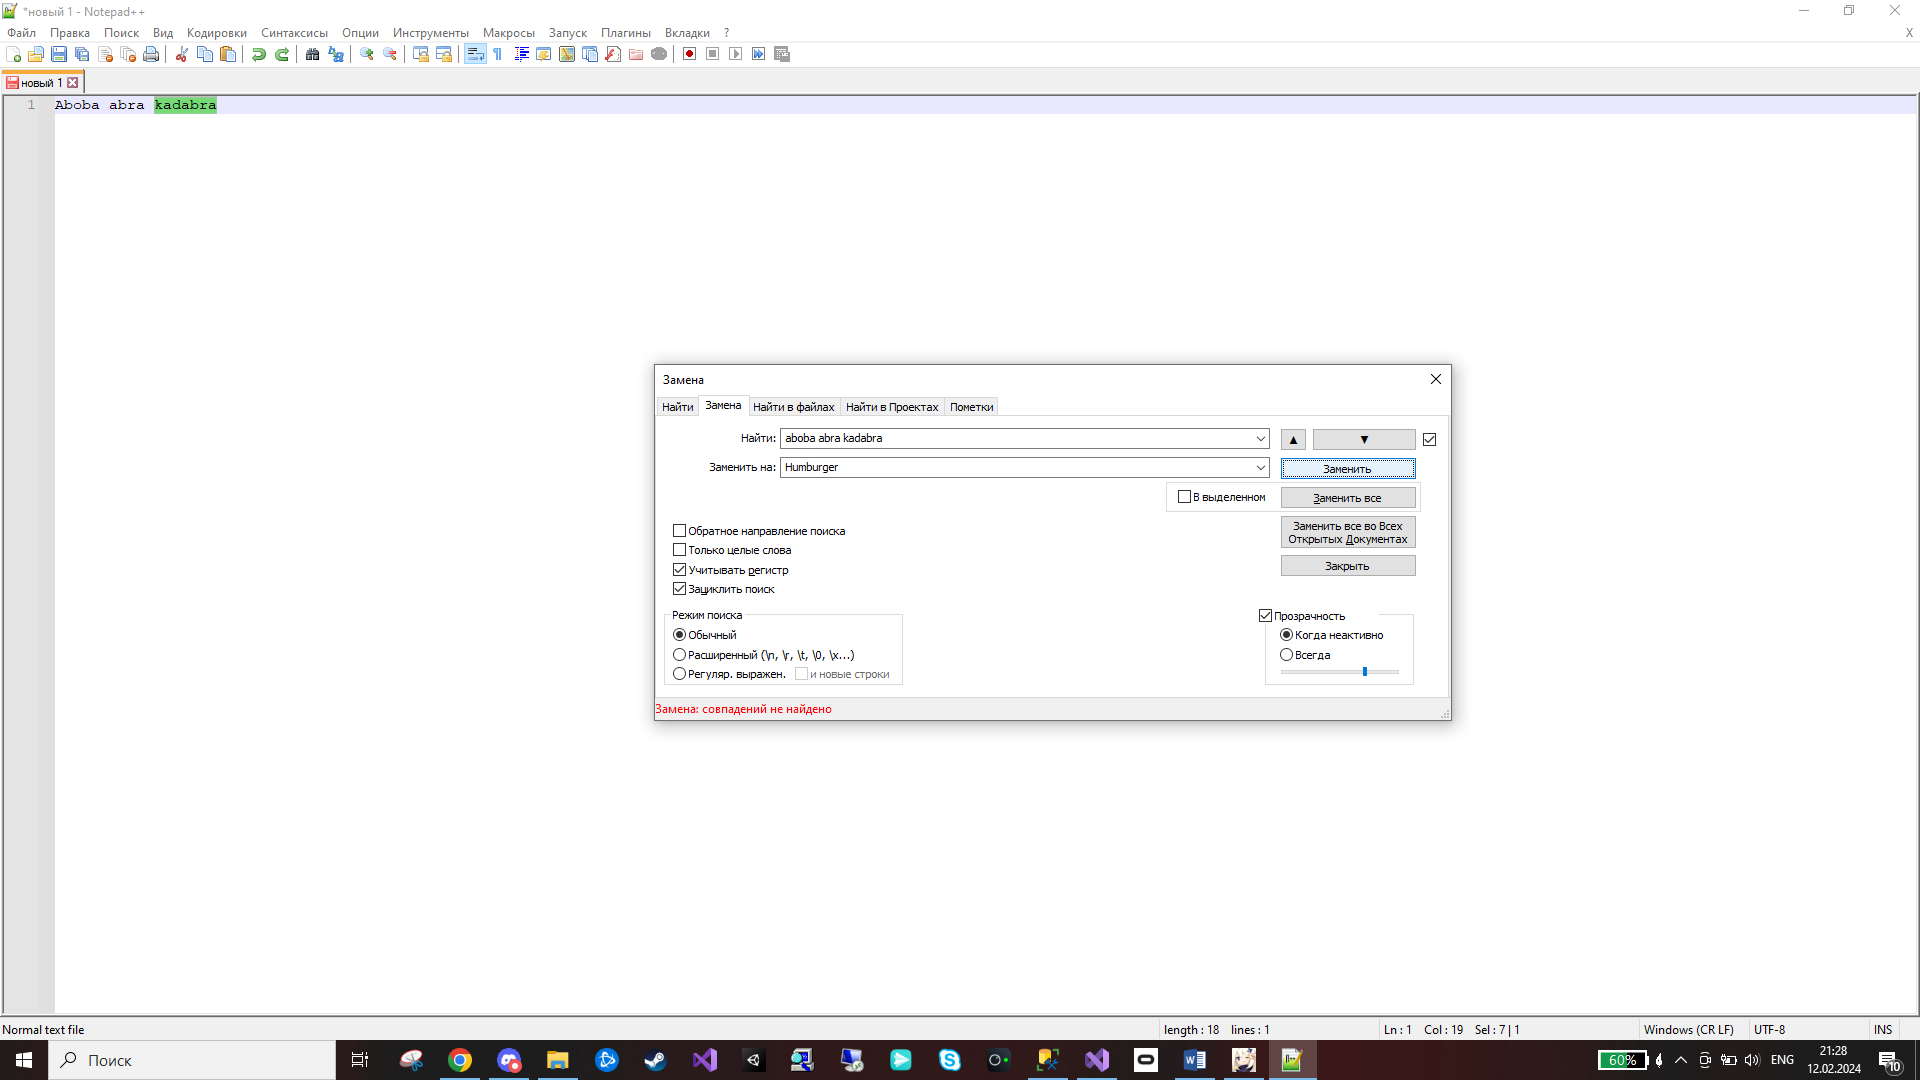 *новый 1 - Notepad++
Файл Правка Поиск Вид Кодировки Синтаксисы Опции Инструменты Макросы Запуск Плагины Вкладки ? X
новый 1
1 Aboba abra kadabra
Замена
Найти Замена Найти в файлах Найти в Проектах Пометки
Найти: aboba abra kadabra
Заменить на: Humburger Заменить
В выделенном Заменить все
Обратное направление поиска Заменить все во Всех
Открытых Документах
Только целые слова
Учитывать регистр Закрыть
Зациклить поиск
Режим поиска Прозрачность
Обычный Когда неактивно
Расширенный (\n, \r, \t, \0, \x...) Всегда
Регуляр. выражен. и новые строки
Замена: совпадений не найдено
Normal text file length : 18 lines : 1 Ln : 1 Col : 19 Sel : 7 | 1 Windows (CR LF) UTF-8 INS
Поиск 60% ENG 21:28
12.02.2024 10